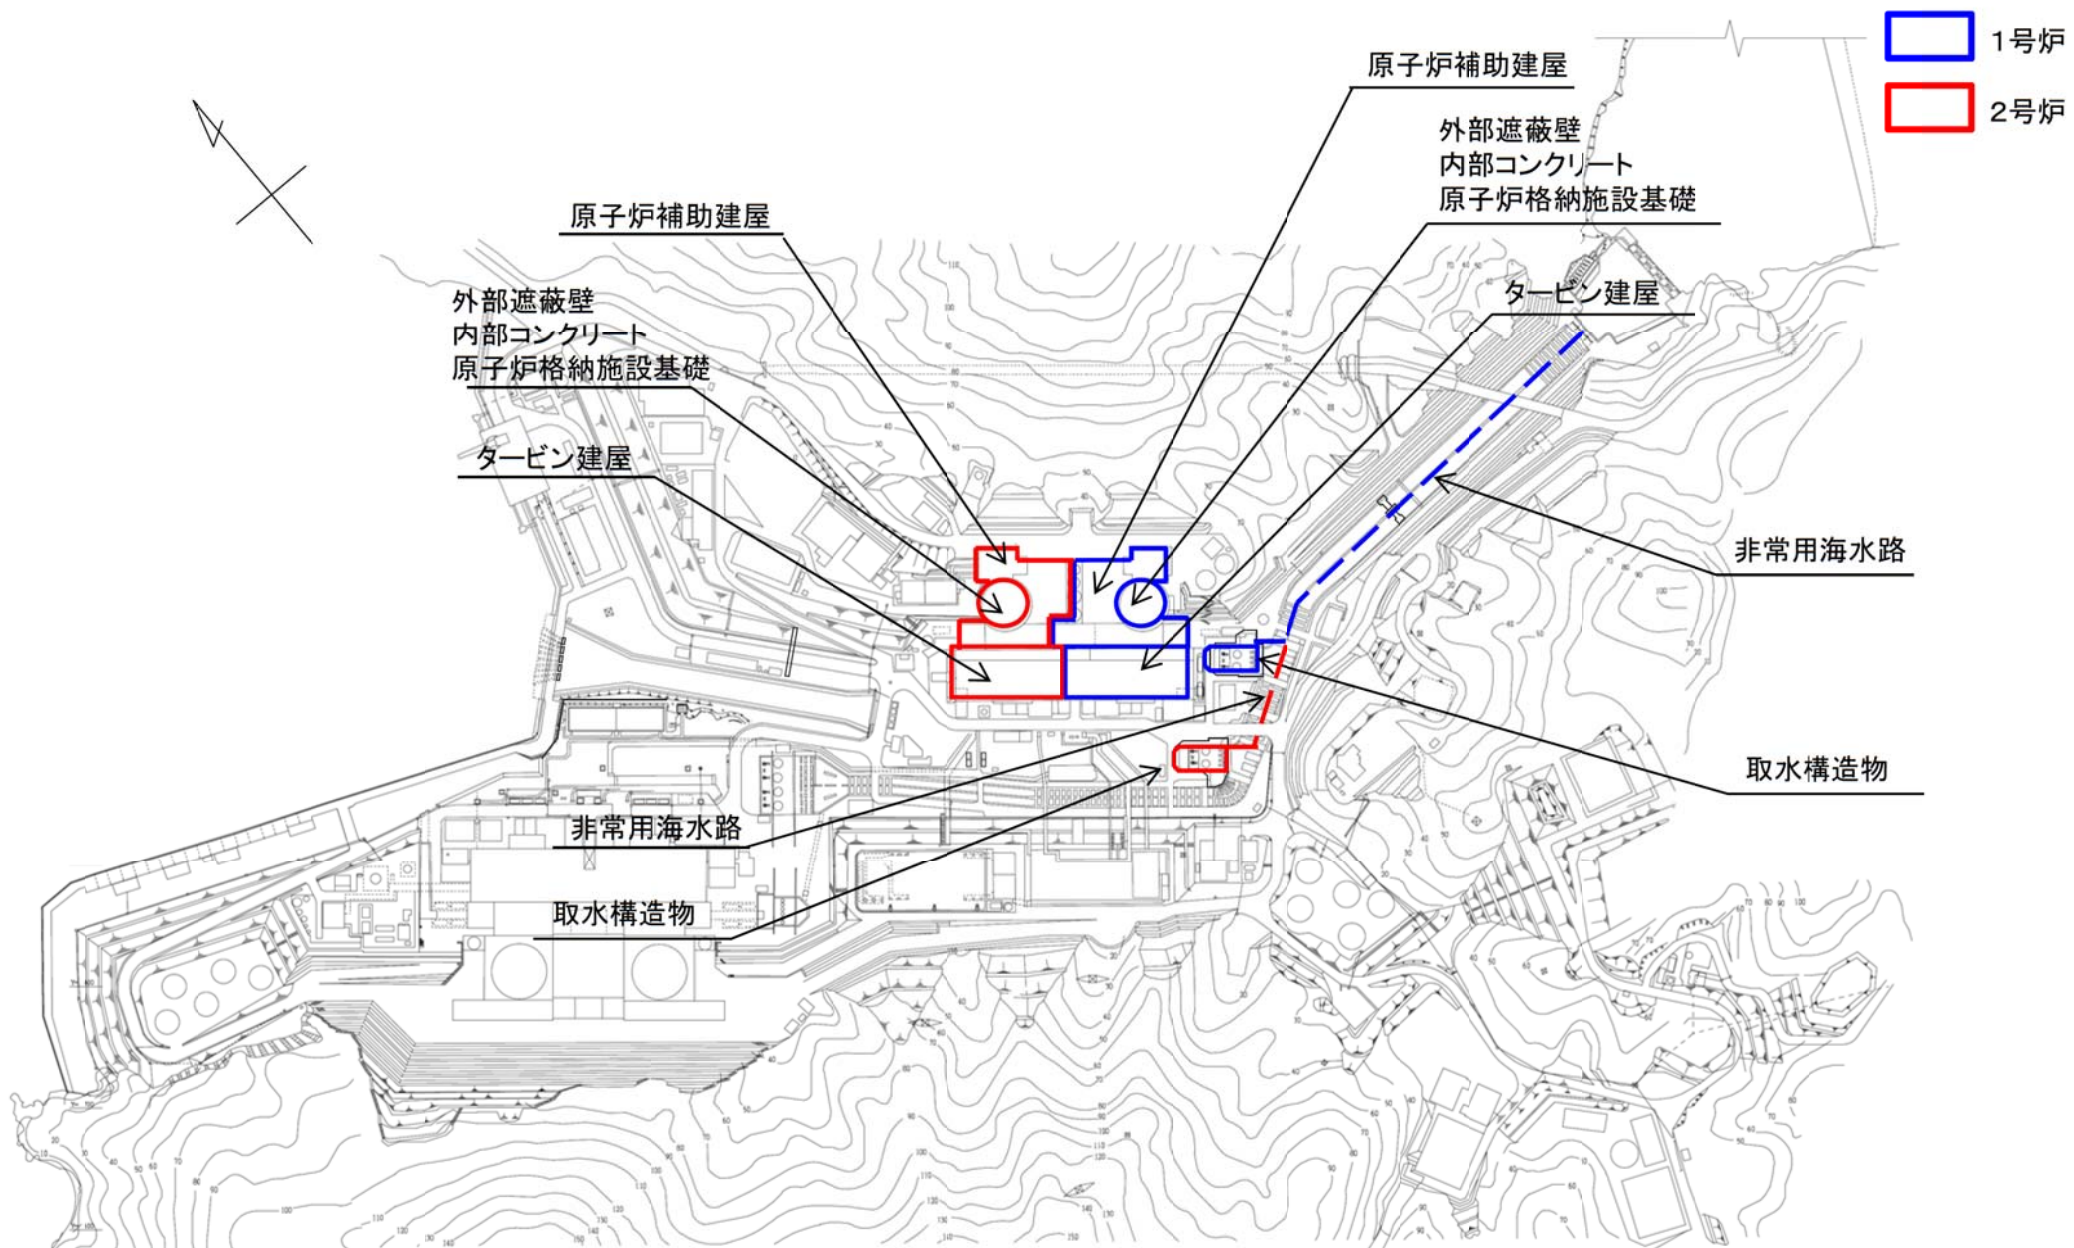 1号炉
2号炉
原子炉補助建屋
外部遮蔽壁
内部コンクリート
原子炉格納施設基礎
タービン建屋
原子炉補助建屋
外部遮蔽壁
内部コンクリート
原子炉格納施設基礎
タービン建屋
非常用海水路
取水構造物
非常用海水路
取水構造物